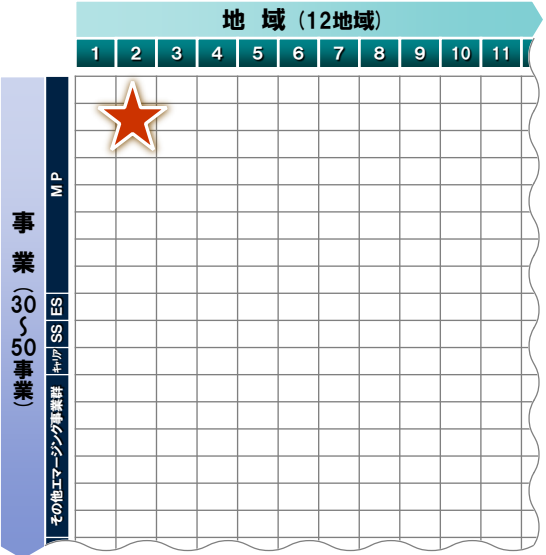 地 域 (12地域)
1 2 3 4 5 6 7 8 9 10 11
事 業 (30～50事業)
MP
ES
SS
キャリア
その他エマージング事業群